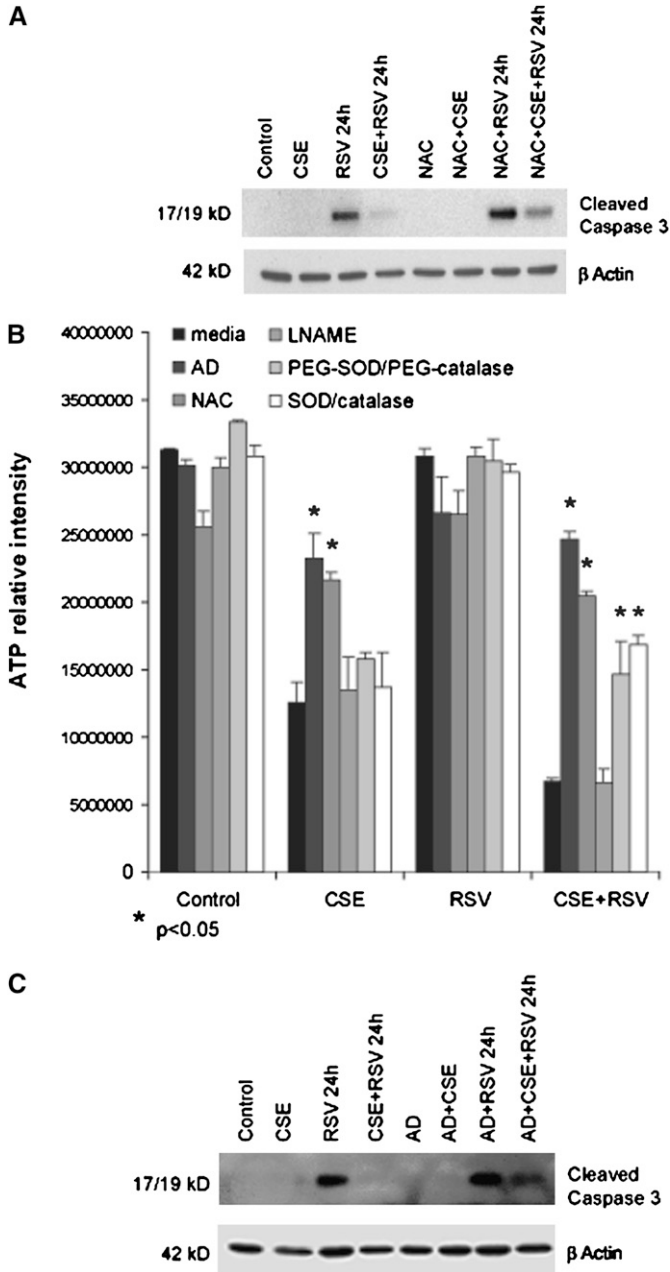 A
Control
CSE
RSV 24h
CSE+RSV 24h
NAC
NAC+CSE
NAC+RSV 24h
NAC+CSE+RSV 24h
17/19 kD
Cleaved
Caspase 3
42 kD
β Actin
B
media
LNAME
AD
PEG-SOD/PEG-catalase
NAC
SOD/catalase
ATP relative intensity
40000000
35000000
30000000
25000000
20000000
15000000
10000000
5000000
0
* *
* * * *
Control
CSE
RSV
CSE+RSV
* p<0.05
C
Control
CSE
RSV 24h
CSE+RSV 24h
AD
AD+CSE
AD+RSV 24h
AD+CSE+RSV 24h
17/19 kD
Cleaved
Caspase 3
42 kD
β Actin